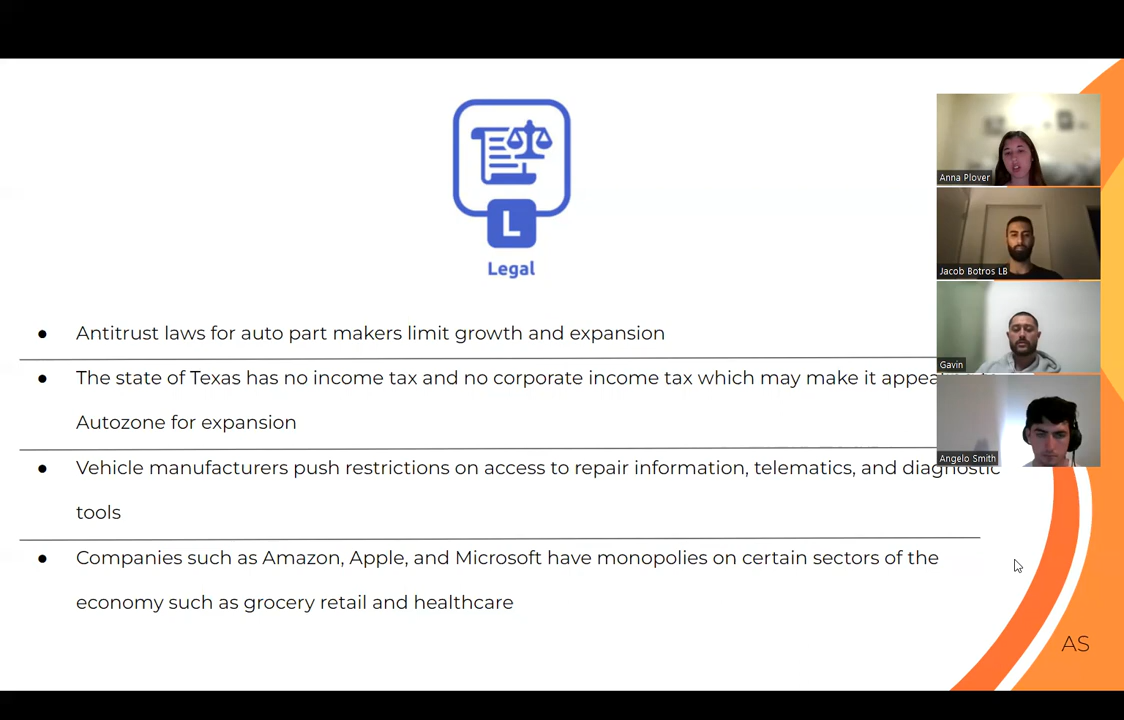 L
Legal
Antitrust laws for auto part makers limit growth and expansion
The state of Texas has no income tax and no corporate income tax which may make it
Autozone for expansion
Vehicle manufacturers push restrictions on access to repair information, telematics, and diagnostic
tools
Companies such as Amazon, Apple, and Microsoft have monopolies on certain sectors of the
economy such as grocery retail and healthcare
AS
Anna Plover
Jacob Botros LB
Gavin
Angelo Smith